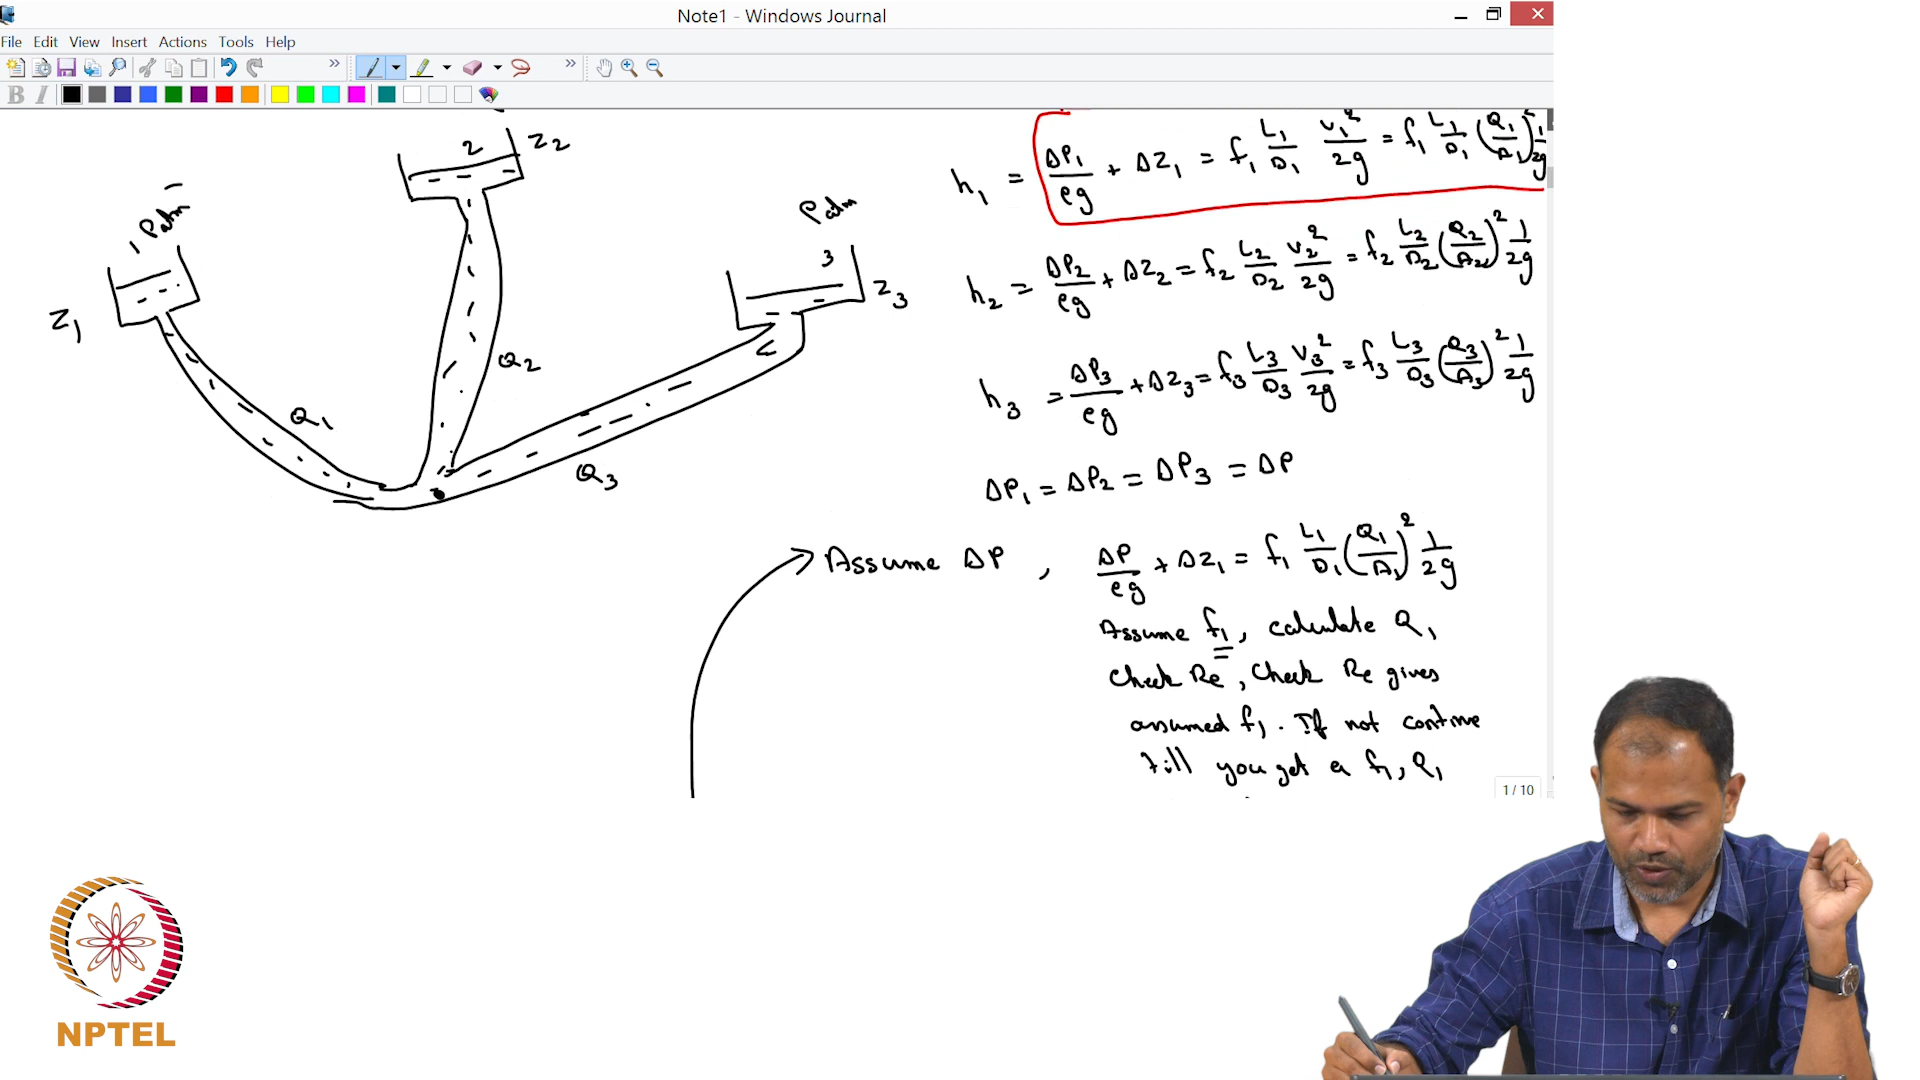 Note1 - Windows Journal
File Edit View Insert Actions Tools Help
B I
1 Patm
2
Z2
Patm
3
Z3
Z1
Q1
Q2
Q3
h1 = ΔP1/ρg + ΔZ1 = f1 L1/D1 V1²/2g = f1 L1/D1 (Q1/A1)² 1/2g
h2 = ΔP2/ρg + ΔZ2 = f2 L2/D2 V2²/2g = f2 L2/D2 (Q2/A2)² 1/2g
h3 = ΔP3/ρg + ΔZ3 = f3 L3/D3 V3²/2g = f3 L3/D3 (Q3/A3)² 1/2g
ΔP1 = ΔP2 = ΔP3 = ΔP
Assume ΔP , ΔP/ρg + ΔZ1 = f1 L1/D1 (Q1/A1)² 1/2g
Assume f1, calculate Q1
Check Re, Check Re gives
assumed f1. If not continue
till you get a f1, Q1
1 / 10
NPTEL